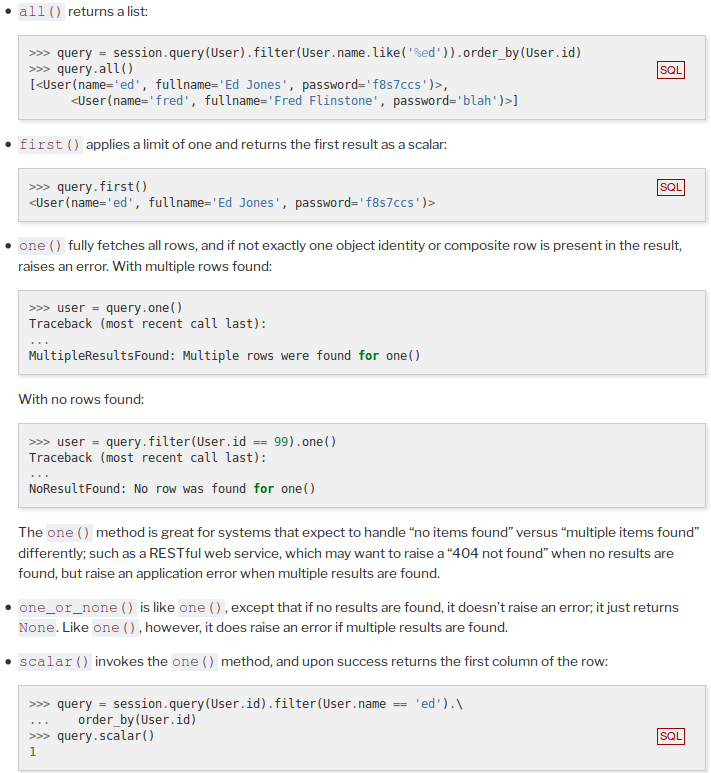 • all() returns a list:
>>> query = session.query(User).filter(User.name.like('%ed')).order_by(User.id)
>>> query.all()
SQL
[<User(name='ed', fullname='Ed Jones', password='f8s7ccs')>,
      <User(name='fred', fullname='Fred Flinstone', password='blah')>]
• first() applies a limit of one and returns the first result as a scalar:
>>> query.first()
SQL
<User(name='ed', fullname='Ed Jones', password='f8s7ccs')>
• one() fully fetches all rows, and if not exactly one object identity or composite row is present in the result,
raises an error. With multiple rows found:
>>> user = query.one()
Traceback (most recent call last):
...
MultipleResultsFound: Multiple rows were found for one()
With no rows found:
>>> user = query.filter(User.id == 99).one()
Traceback (most recent call last):
...
NoResultFound: No row was found for one()
The one() method is great for systems that expect to handle “no items found” versus “multiple items found”
differently; such as a RESTful web service, which may want to raise a “404 not found” when no results are
found, but raise an application error when multiple results are found.
• one_or_none() is like one(), except that if no results are found, it doesn’t raise an error; it just returns
None. Like one(), however, it does raise an error if multiple results are found.
• scalar() invokes the one() method, and upon success returns the first column of the row:
>>> query = session.query(User.id).filter(User.name == 'ed').\
...    order_by(User.id)
>>> query.scalar()
SQL
1